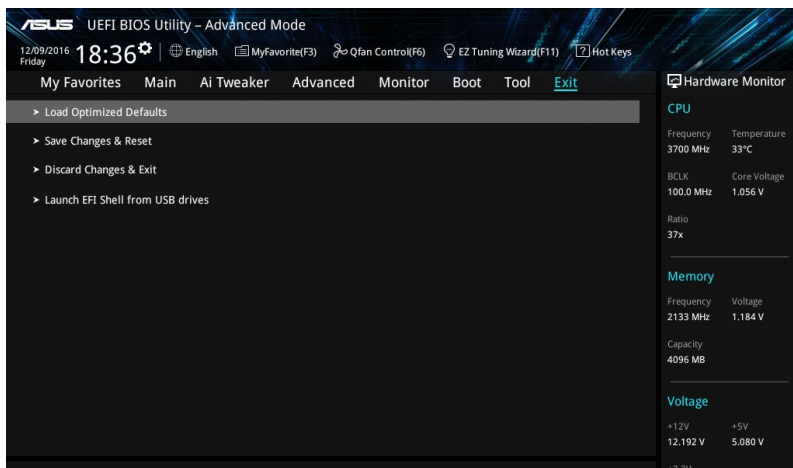 ASUS UEFI BIOS Utility – Advanced Mode
12/09/2016
Friday
18:36
English
MyFavorite(F3)
Qfan Control(F6)
EZ Tuning Wizard(F11)
? Hot Keys
My Favorites Main Ai Tweaker Advanced Monitor Boot Tool Exit
Load Optimized Defaults
Save Changes & Reset
Discard Changes & Exit
Launch EFI Shell from USB drives
Hardware Monitor
CPU
Frequency Temperature
3700 MHz 33°C
BCLK Core Voltage
100.0 MHz 1.056 V
Ratio
37x
Memory
Frequency Voltage
2133 MHz 1.184 V
Capacity
4096 MB
Voltage
+12V +5V
12.192 V 5.080 V